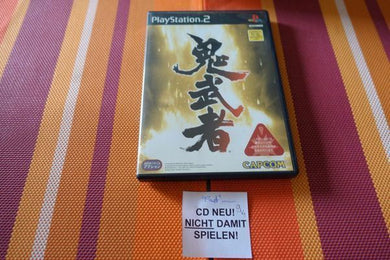 PlayStation 2
鬼武者
CAPCOM
CD NEU!
NICHT DAMIT
SPIELEN!